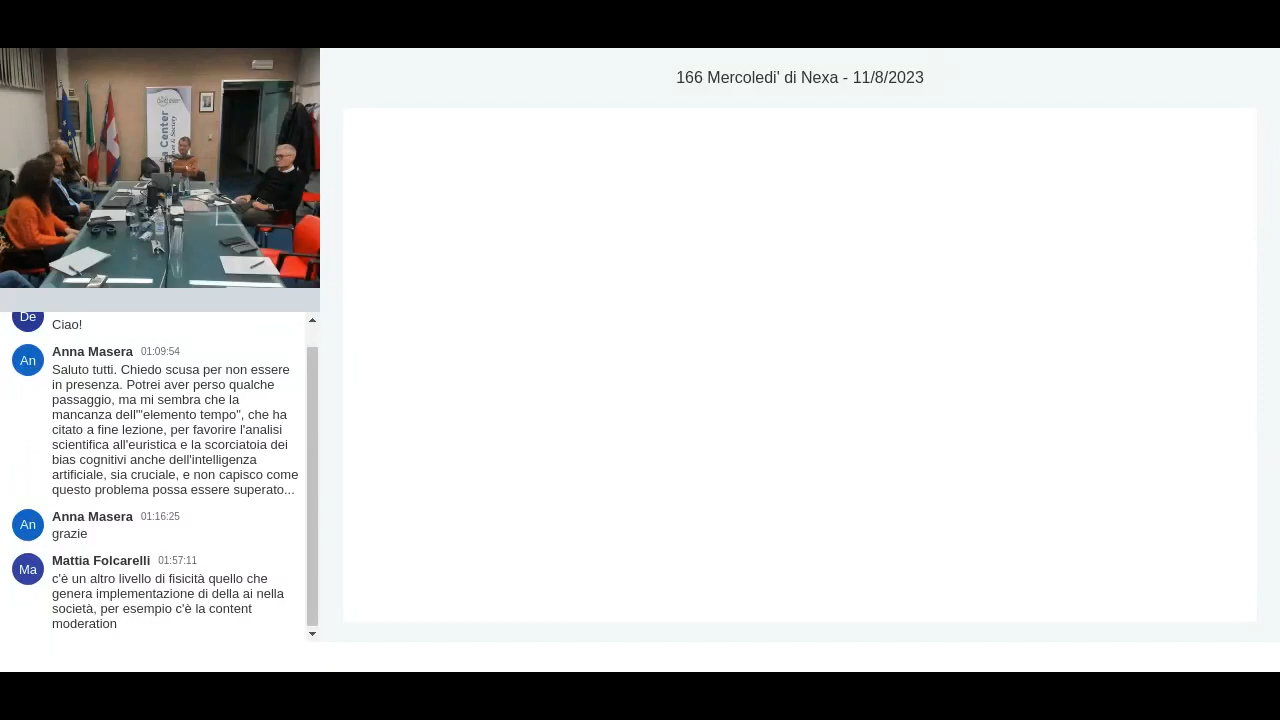 166 Mercoledi' di Nexa - 11/8/2023
a Center
& Society
De
Ciao!
An
Anna Masera 01:09:54
Saluto tutti. Chiedo scusa per non essere
in presenza. Potrei aver perso qualche
passaggio, ma mi sembra che la
mancanza dell'"elemento tempo", che ha
citato a fine lezione, per favorire l'analisi
scientifica all'euristica e la scorciatoia dei
bias cognitivi anche dell'intelligenza
artificiale, sia cruciale, e non capisco come
questo problema possa essere superato...
An
Anna Masera 01:16:25
grazie
Ma
Mattia Folcarelli 01:57:11
c'è un altro livello di fisicità quello che
genera implementazione di della ai nella
società, per esempio c'è la content
moderation